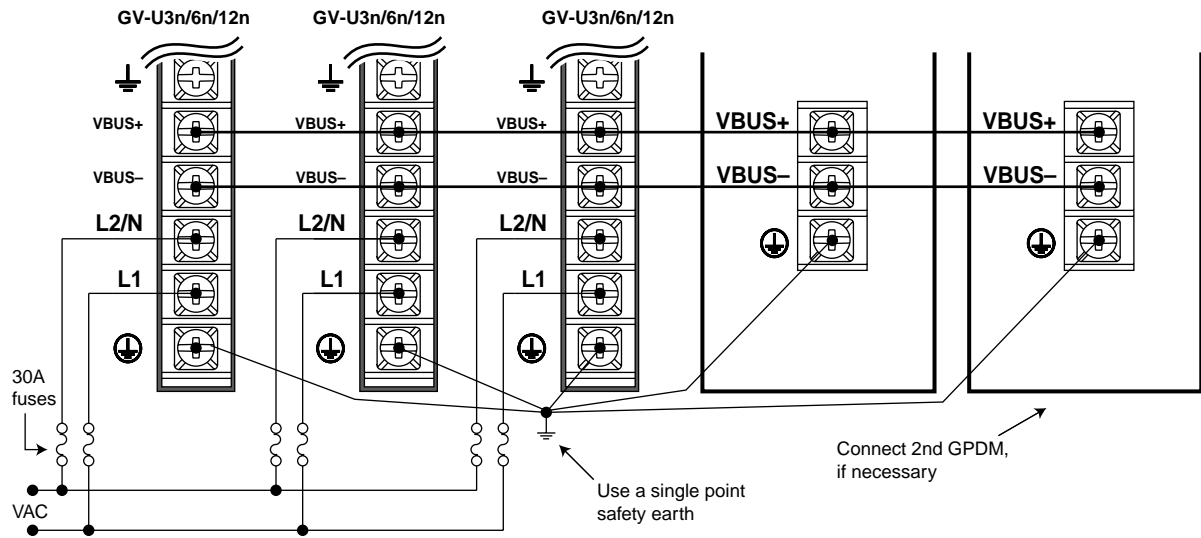 GV-U3n/6n/12n GV-U3n/6n/12n GV-U3n/6n/12n
VBUS+ VBUS+ VBUS+ VBUS+ VBUS+
VBUS– VBUS– VBUS– VBUS– VBUS–
L2/N L2/N L2/N
L1 L1 L1
30A
fuses
VAC
Use a single point
safety earth
Connect 2nd GPDM,
if necessary